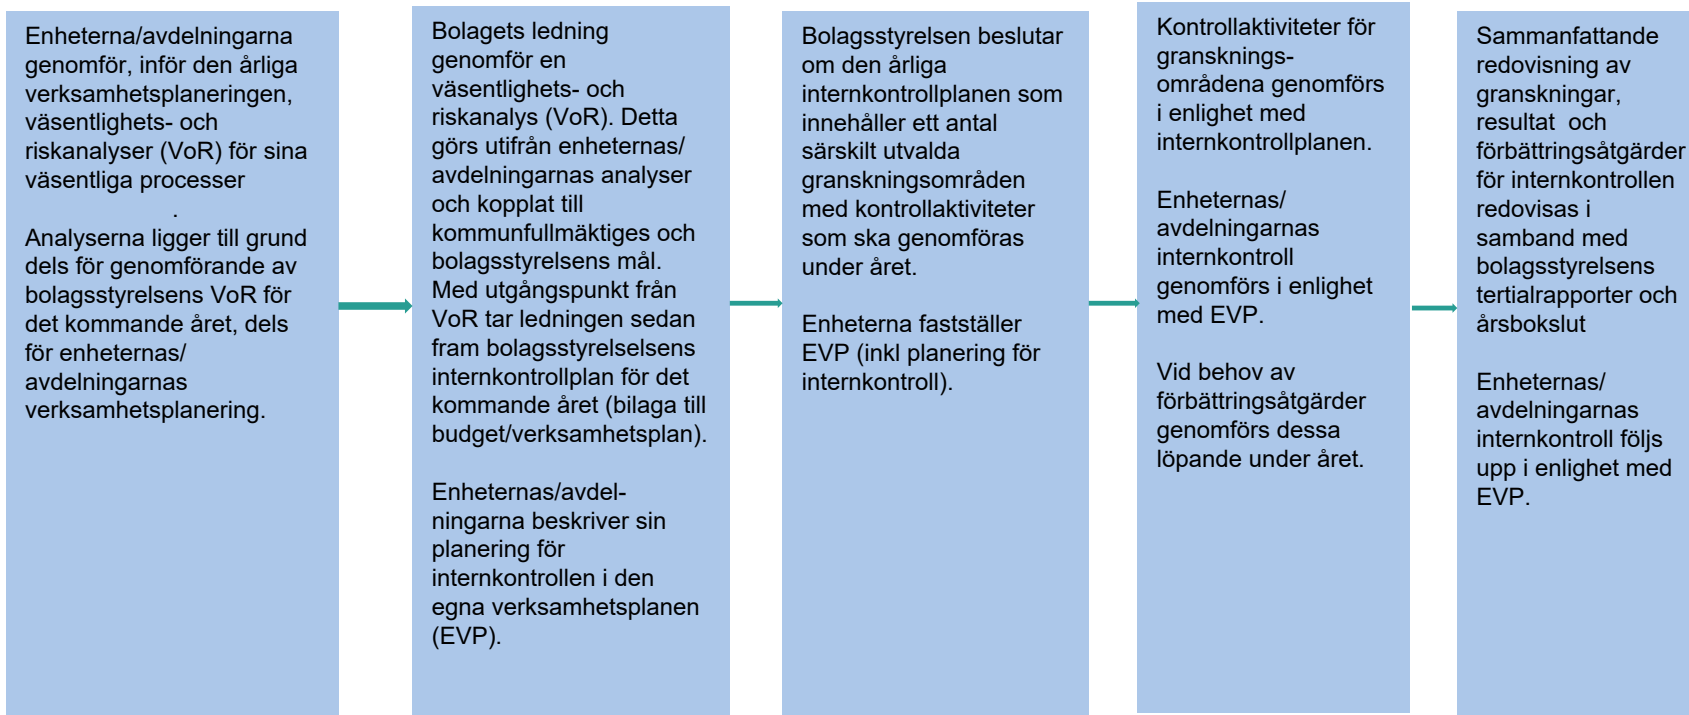 Enheterna/avdelningarna
genomför, inför den årliga
verksamhetsplaneringen,
väsentlighets- och
riskanalyser (VoR) för sina
väsentliga processer
.
Analyserna ligger till grund
dels för genomförande av
bolagsstyrelsens VoR för
det kommande året, dels
för enheternas/
avdelningarnas
verksamhetsplanering.
Bolagets ledning
genomför en
väsentlighets- och
riskanalys (VoR). Detta
görs utifrån enheternas/
avdelningarnas analyser
och kopplat till
kommunfullmäktiges och
bolagsstyrelsens mål.
Med utgångspunkt från
VoR tar ledningen sedan
fram bolagsstyrelselsens
internkontrollplan för det
kommande året (bilaga till
budget/verksamhetsplan).
Enheternas/avdel-
ningarna beskriver sin
planering för
internkontrollen i den
egna verksamhetsplanen
(EVP).
Bolagsstyrelsen beslutar
om den årliga
internkontrollplanen som
innehåller ett antal
särskilt utvalda
granskningsområden
med kontrollaktiviteter
som ska genomföras
under året.
Enheterna fastställer
EVP (inkl planering för
internkontroll).
Kontrollaktiviteter för
gransknings-
områdena genomförs
i enlighet med
internkontrollplanen.
Enheternas/
avdelningarnas
internkontroll
genomförs i enlighet
med EVP.
Vid behov av
förbättringsåtgärder
genomförs dessa
löpande under året.
Sammanfattande
redovisning av
granskningar,
resultat  och
förbättringsåtgärder
för internkontrollen
redovisas i
samband med
bolagsstyrelsens
tertialrapporter och
årsbokslut
Enheternas/
avdelningarnas
internkontroll följs
upp i enlighet med
EVP.